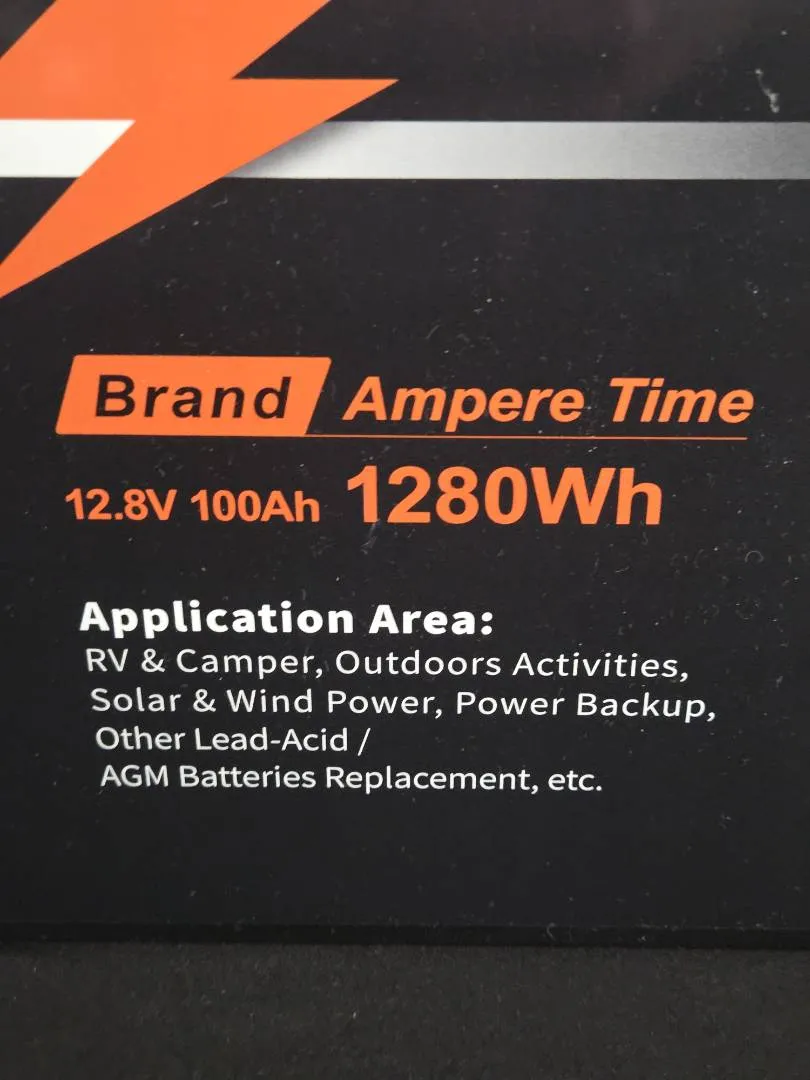 Brand Ampere Time
12.8V 100Ah 1280Wh
Application Area:
RV & Camper, Outdoors Activities,
Solar & Wind Power, Power Backup,
Other Lead-Acid /
AGM Batteries Replacement, etc.